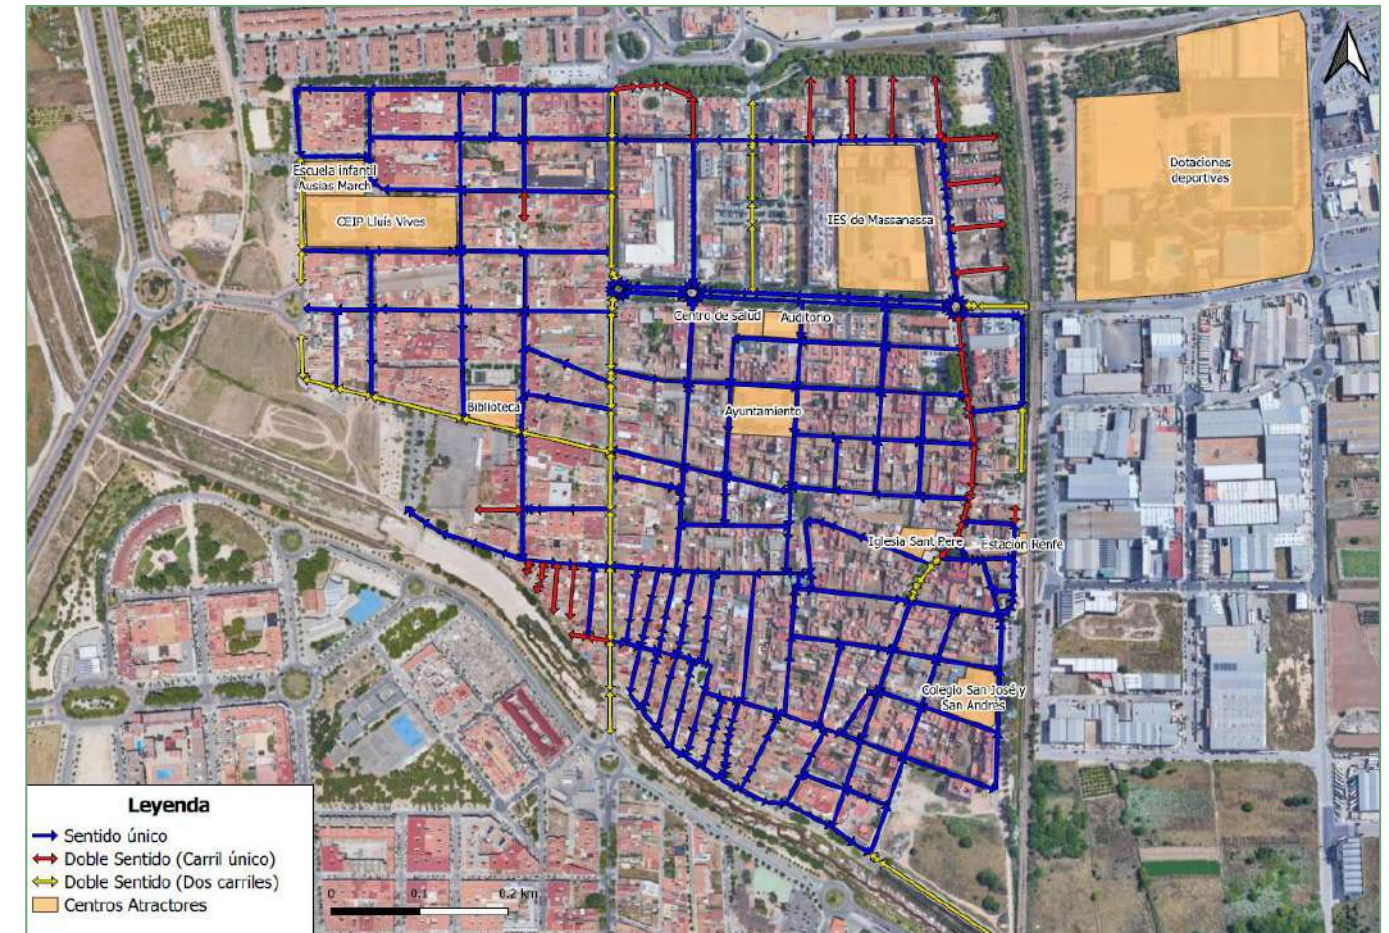 Dotaciones
deportivas
Escuela infantil
Ausias March
CEIP Lluís Vives
IES de Massanassa
Centro de salud
Auditorio
Biblioteca
Ayuntamiento
Iglesia Sant Pere
Estación Renfe
Colegio San José y
San Andrés
Leyenda
Sentido único
Doble Sentido (Carril único)
Doble Sentido (Dos carriles)
Centros Atractores
0 0.1 0.2 km